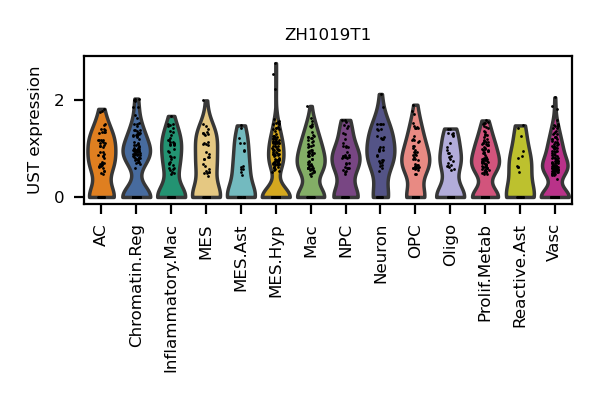 ZH1019T1
UST expression
2
0
AC
Chromatin.Reg
Inflammatory.Mac
MES
MES.Ast
MES.Hyp
Mac
NPC
Neuron
OPC
Oligo
Prolif.Metab
Reactive.Ast
Vasc